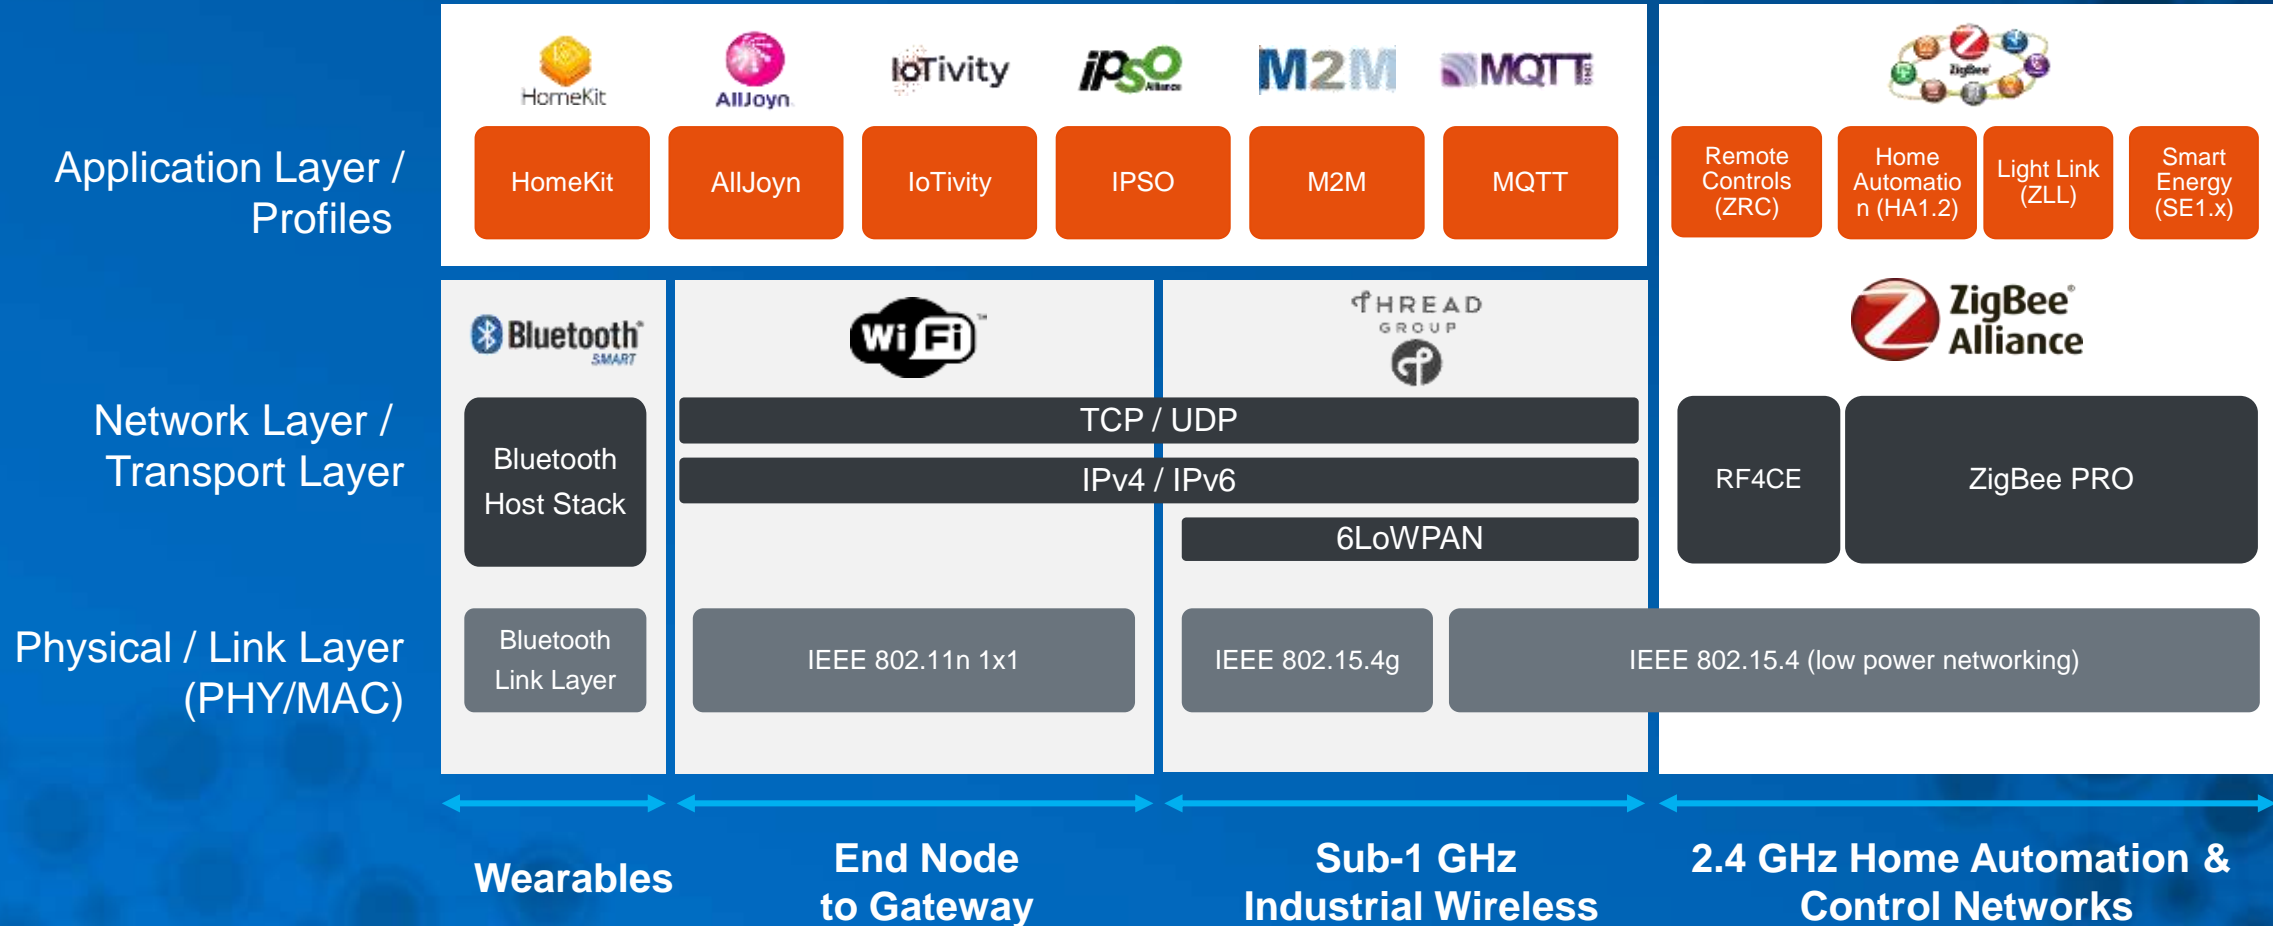 HomeKit
AllJoyn
IoTivity
iPSO
Alliance
M2M
MQTT
ZigBee
Application Layer /
Profiles
HomeKit
AllJoyn
IoTivity
IPSO
M2M
MQTT
Remote
Controls
(ZRC)
Home
Automatio
n (HA1.2)
Light Link
(ZLL)
Smart
Energy
(SE1.x)
Bluetooth®
SMART
Wi Fi™
THREAD
GROUP
ZigBee®
Alliance
Network Layer /
Transport Layer
Bluetooth
Host Stack
TCP / UDP
IPv4 / IPv6
6LoWPAN
RF4CE
ZigBee PRO
Physical / Link Layer
(PHY/MAC)
Bluetooth
Link Layer
IEEE 802.11n 1x1
IEEE 802.15.4g
IEEE 802.15.4 (low power networking)
Wearables
End Node
to Gateway
Sub-1 GHz
Industrial Wireless
2.4 GHz Home Automation &
Control Networks